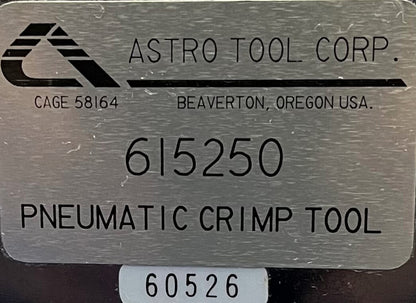 ASTRO TOOL CORP.
CAGE 58164 BEAVERTON, OREGON USA.
615250
PNEUMATIC CRIMP TOOL
60526